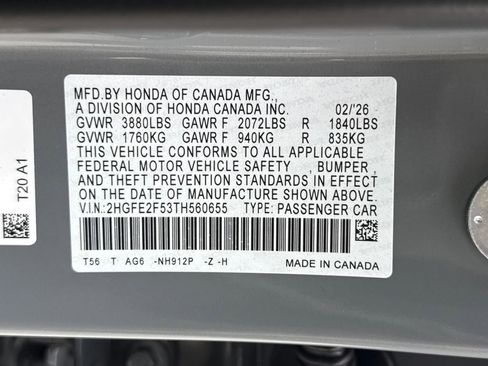 MFD.BY HONDA OF CANADA MFG.,
A DIVISION OF HONDA CANADA INC. 02/'26
GVWR 3880LBS GAWR F 2072LBS R 1840LBS
GVWR 1760KG GAWR F 940KG R 835KG
THIS VEHICLE CONFORMS TO ALL APPLICABLE
FEDERAL MOTOR VEHICLE SAFETY , BUMPER ,
AND THEFT PREVENTION STANDARDS IN EFFECT
ON THE DATE OF MANUFACTURE SHOWN ABOVE.
V.I.N:2HGFE2F53TH560655 TYPE: PASSENGER CAR
T56 T AG6 -NH912P -Z -H MADE IN CANADA
T20 A1